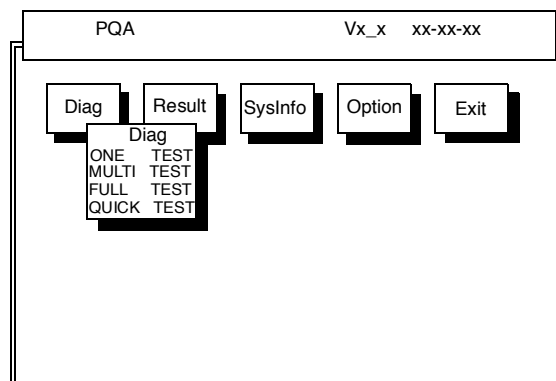 PQA Vx_x xx-xx-xx
Diag Result SysInfo Option Exit
Diag
ONE TEST
MULTI TEST
FULL TEST
QUICK TEST